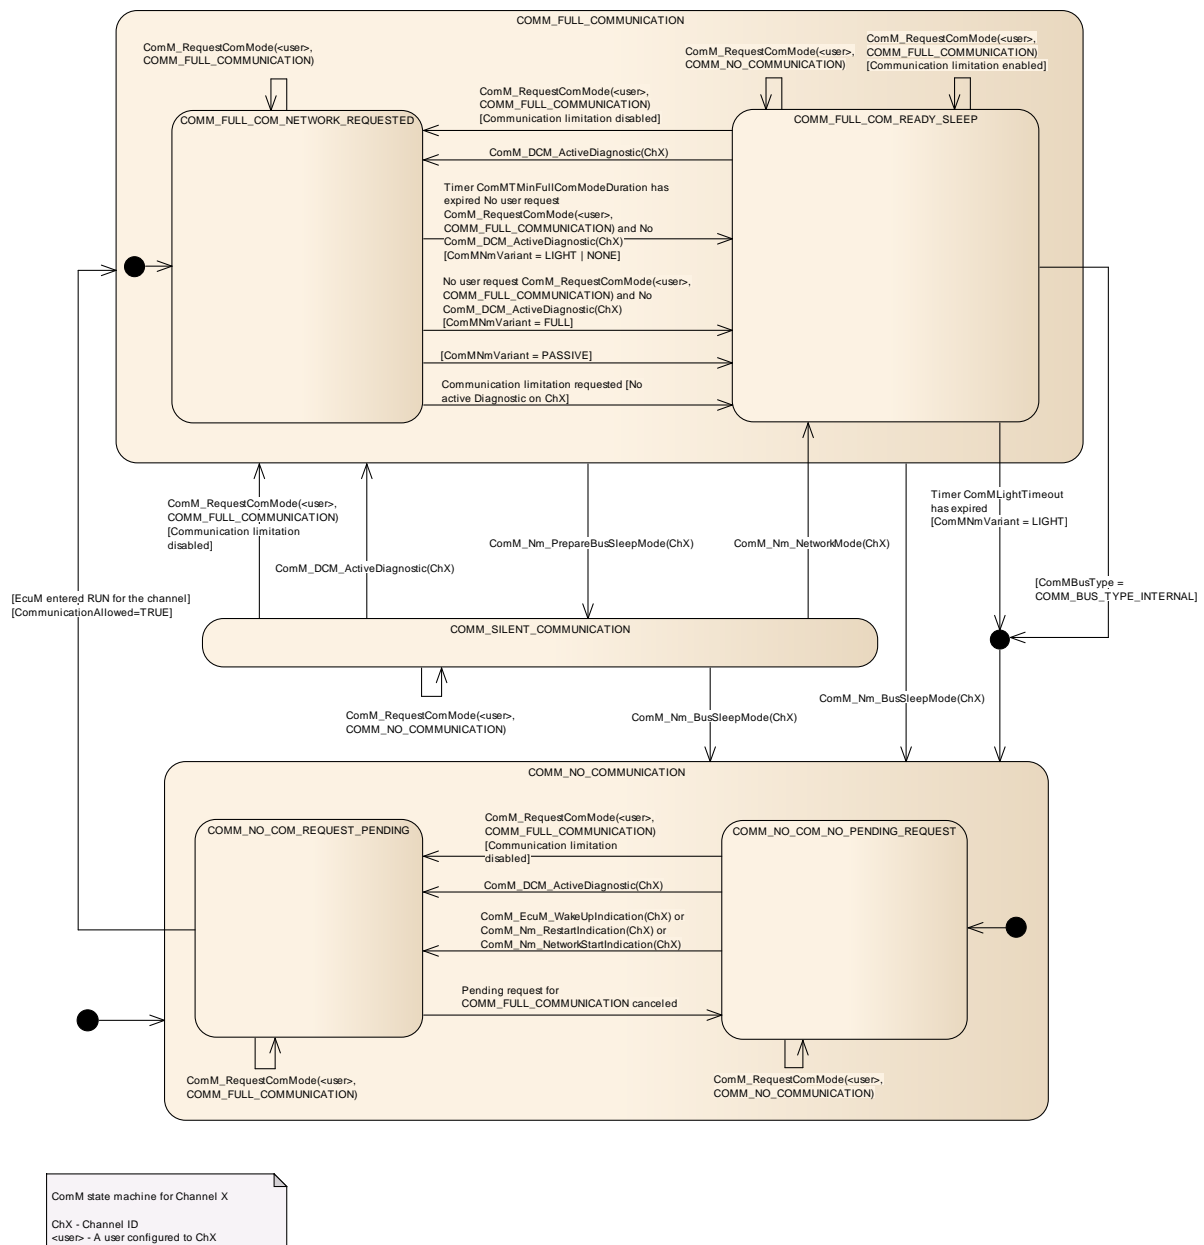 COMM_FULL_COMMUNICATION
ComM_RequestComMode(<user>,
COMM_FULL_COMMUNICATION)
ComM_RequestComMode(<user>,
COMM_NO_COMMUNICATION)
ComM_RequestComMode(<user>,
COMM_FULL_COMMUNICATION)
[Communication limitation enabled]
COMM_FULL_COM_NETWORK_REQUESTED
ComM_RequestComMode(<user>,
COMM_FULL_COMMUNICATION)
[Communication limitation disabled]
COMM_FULL_COM_READY_SLEEP
ComM_DCM_ActiveDiagnostic(ChX)
Timer ComMTMinFullComModeDuration has
expired No user request
ComM_RequestComMode(<user>,
COMM_FULL_COMMUNICATION) and No
ComM_DCM_ActiveDiagnostic(ChX)
[ComMNmVariant = LIGHT | NONE]
No user request ComM_RequestComMode(<user>,
COMM_FULL_COMMUNICATION) and No
ComM_DCM_ActiveDiagnostic(ChX)
[ComMNmVariant = FULL]
[ComMNmVariant = PASSIVE]
Communication limitation requested [No
active Diagnostic on ChX]
ComM_RequestComMode(<user>,
COMM_FULL_COMMUNICATION)
[Communication limitation
disabled]
ComM_DCM_ActiveDiagnostic(ChX)
ComM_Nm_PrepareBusSleepMode(ChX)
ComM_Nm_NetworkMode(ChX)
Timer ComMLightTimeout
has expired
[ComMNmVariant = LIGHT]
[ComMBusType =
COMM_BUS_TYPE_INTERNAL]
[EcuM entered RUN for the channel]
[CommunicationAllowed=TRUE]
COMM_SILENT_COMMUNICATION
ComM_RequestComMode(<user>,
COMM_NO_COMMUNICATION)
ComM_Nm_BusSleepMode(ChX)
ComM_Nm_BusSleepMode(ChX)
COMM_NO_COMMUNICATION
COMM_NO_COM_REQUEST_PENDING
ComM_RequestComMode(<user>,
COMM_FULL_COMMUNICATION)
[Communication limitation
disabled]
COMM_NO_COM_NO_PENDING_REQUEST
ComM_DCM_ActiveDiagnostic(ChX)
ComM_EcuM_WakeUpIndication(ChX) or
ComM_Nm_RestartIndication(ChX) or
ComM_Nm_NetworkStartIndication(ChX)
Pending request for
COMM_FULL_COMMUNICATION canceled
ComM_RequestComMode(<user>,
COMM_FULL_COMMUNICATION)
ComM_RequestComMode(<user>,
COMM_NO_COMMUNICATION)
ComM state machine for Channel X
ChX - Channel ID
<user> - A user configured to ChX